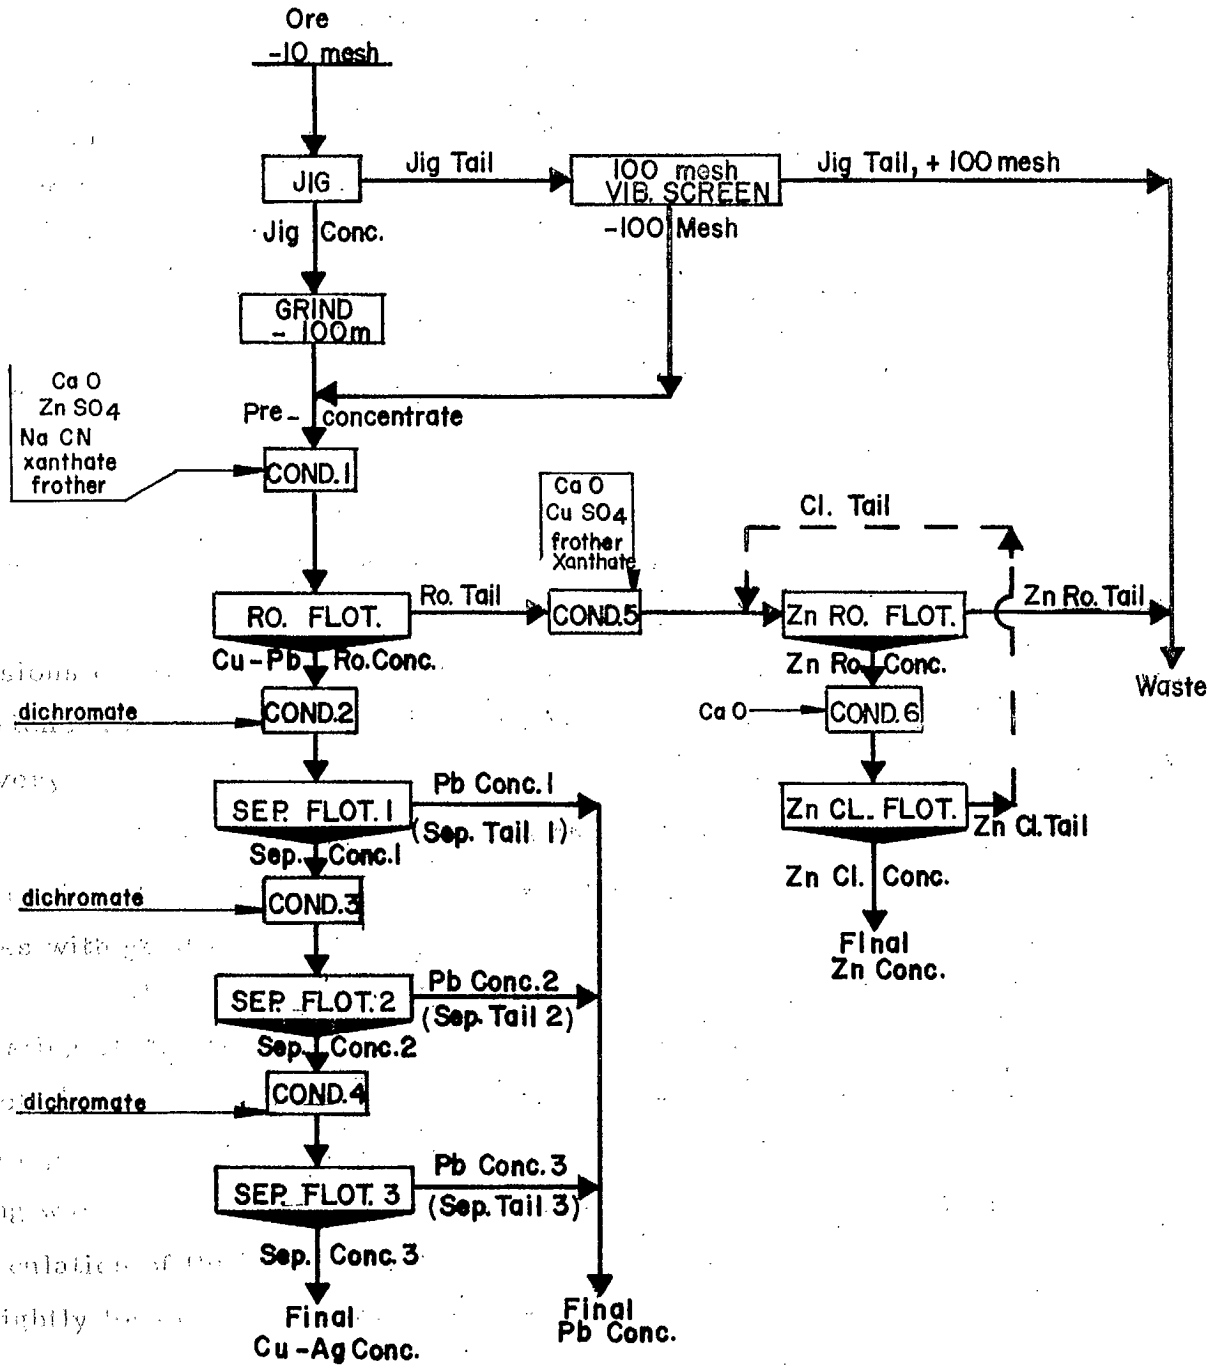 Ore
-10 mesh
JIG
Jig Tail
100 mesh
VIB. SCREEN
Jig Tail, + 100 mesh
Jig Conc.
-100 Mesh
GRIND
- 100m
Ca O
Zn SO4
Na CN
xanthate
frother
Pre- concentrate
COND.1
Ca O
Cu SO4
frother
Xanthate
Cl. Tail
RO. FLOT.
Ro. Tail
COND.5
Zn RO. FLOT.
Zn Ro. Tail
Cu-Pb Ro. Conc.
Zn Ro. Conc.
Waste
dichromate
COND.2
Ca O
COND.6
SEP. FLOT. 1
Pb Conc. 1
(Sep. Tail 1)
Zn CL. FLOT.
Zn Cl. Tail
Sep. Conc. 1
Zn Cl. Conc.
dichromate
COND.3
Final
Zn Conc.
SEP. FLOT. 2
Pb Conc. 2
(Sep. Tail 2)
Sep. Conc. 2
dichromate
COND.4
SEP. FLOT. 3
Pb Conc. 3
(Sep. Tail 3)
Sep. Conc. 3
Final
Cu-Ag Conc.
Final
Pb Conc.